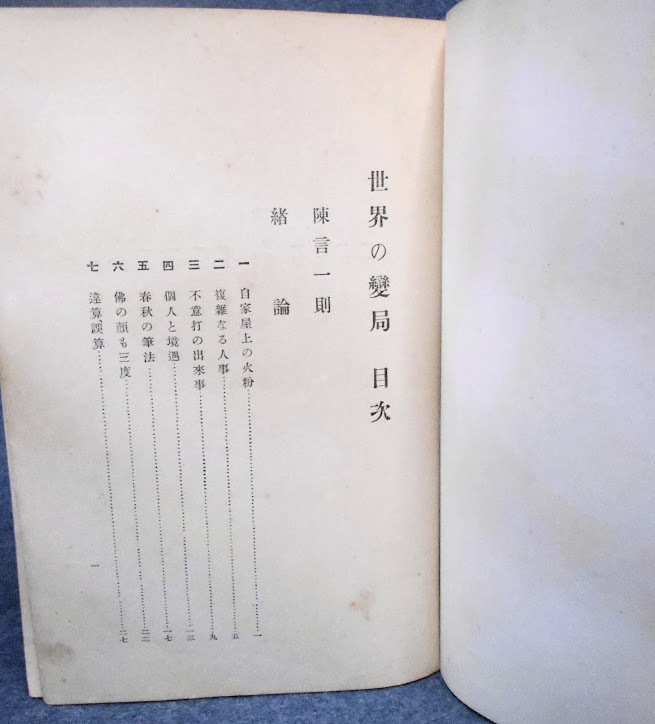 世界の變局 目次
陳言一則
緒論
一 自家屋上の火粉……一
二 複雜なる人事……五
三 不意打の出來事……九
四 個人と境遇……一三
五 春秋の筆法……一七
六 佛の顏も三度……二二
七 違算誤算……二七
一